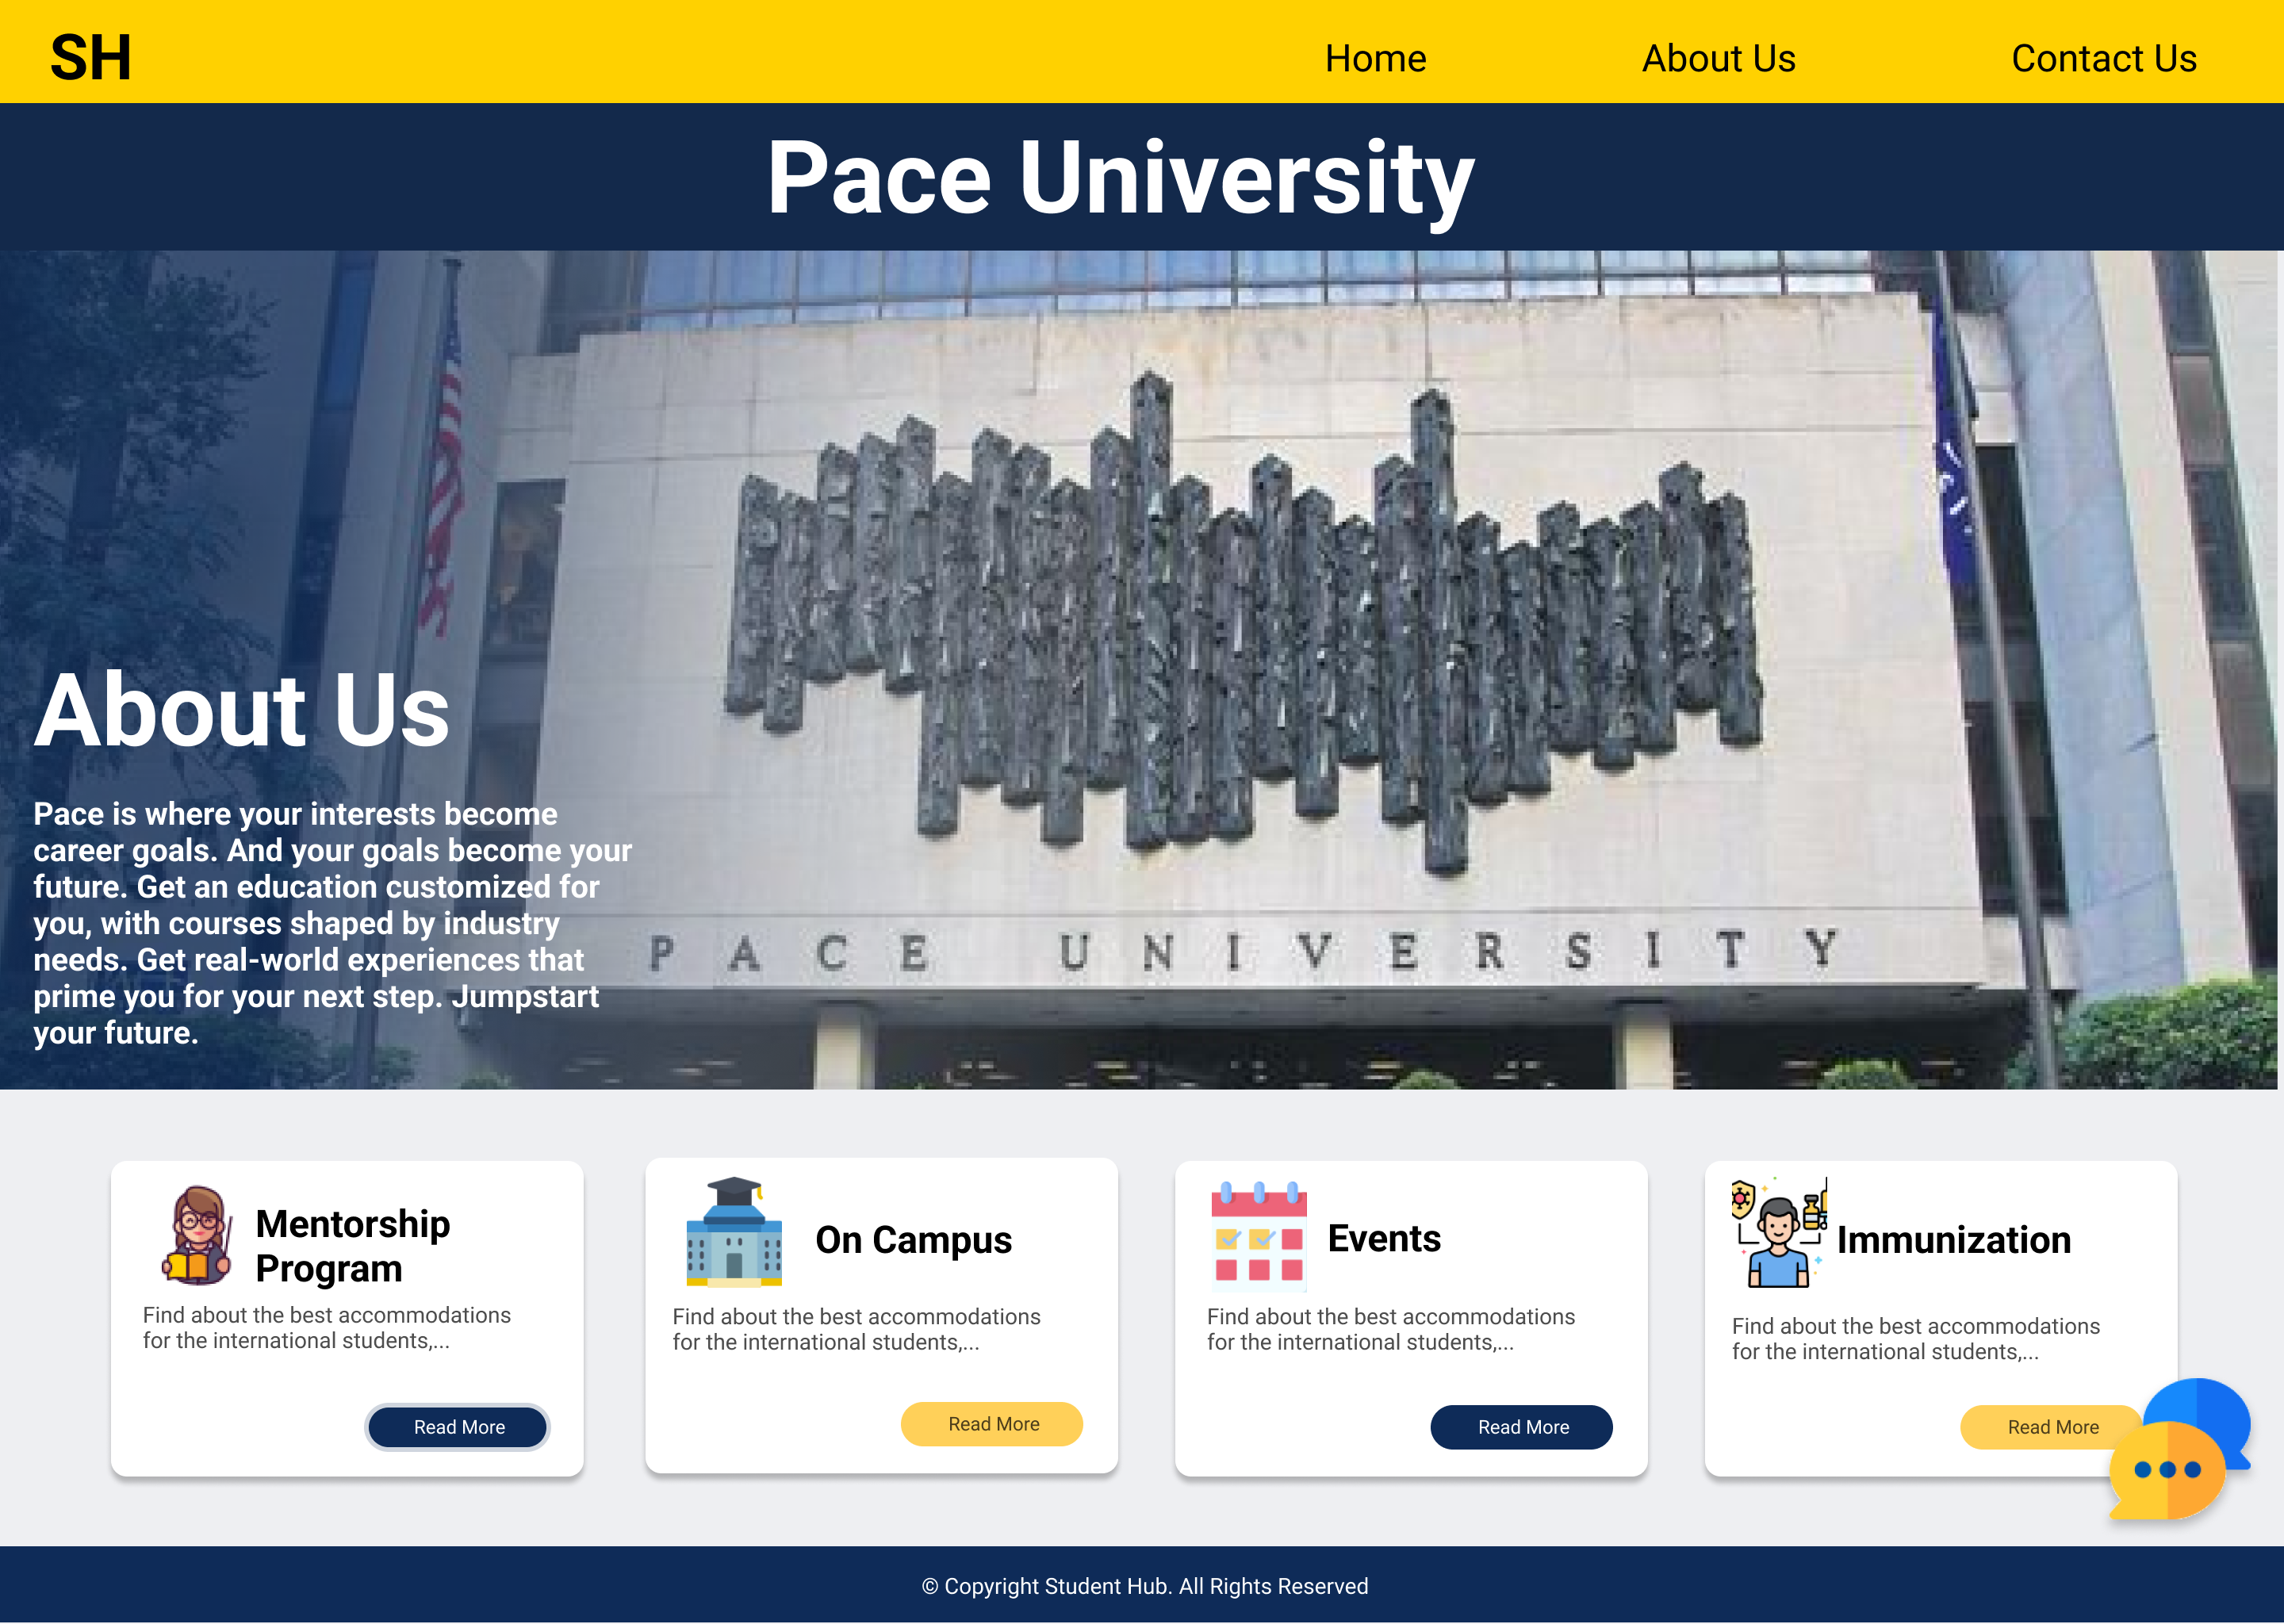 SH
Home
About Us
Contact Us
Pace University
About Us
Pace is where your interests become
career goals. And your goals become your
future. Get an education customized for
you, with courses shaped by industry
needs. Get real-world experiences that
prime you for your next step. Jumpstart
your future.
PACE UNIVERSITY
Mentorship
Program
Find about the best accommodations
for the international students,...
Read More
On Campus
Find about the best accommodations
for the international students,...
Read More
Events
Find about the best accommodations
for the international students,...
Read More
Immunization
Find about the best accommodations
for the international students,...
Read More
© Copyright Student Hub. All Rights Reserved